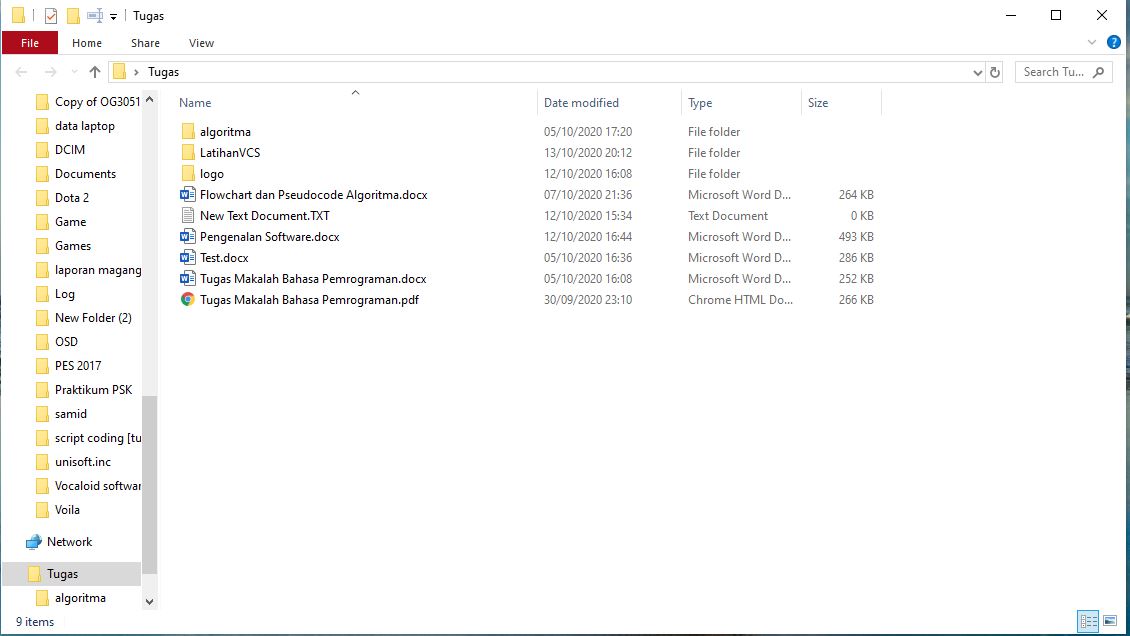 Tugas
File Home Share View
Tugas Search Tu...
Copy of OG3051
data laptop
DCIM
Documents
Dota 2
Game
Games
laporan magang
Log
New Folder (2)
OSD
PES 2017
Praktikum PSK
samid
script coding [tu
unisoft.inc
Vocaloid softwar
Voila
Network
Tugas
algoritma
Name Date modified Type Size
algoritma 05/10/2020 17:20 File folder
LatihanVCS 13/10/2020 20:12 File folder
logo 12/10/2020 16:08 File folder
Flowchart dan Pseudocode Algoritma.docx 07/10/2020 21:36 Microsoft Word D... 264 KB
New Text Document.TXT 12/10/2020 15:34 Text Document 0 KB
Pengenalan Software.docx 12/10/2020 16:44 Microsoft Word D... 493 KB
Test.docx 05/10/2020 16:36 Microsoft Word D... 286 KB
Tugas Makalah Bahasa Pemrograman.docx 05/10/2020 16:08 Microsoft Word D... 252 KB
Tugas Makalah Bahasa Pemrograman.pdf 30/09/2020 23:10 Chrome HTML Do... 266 KB
9 items